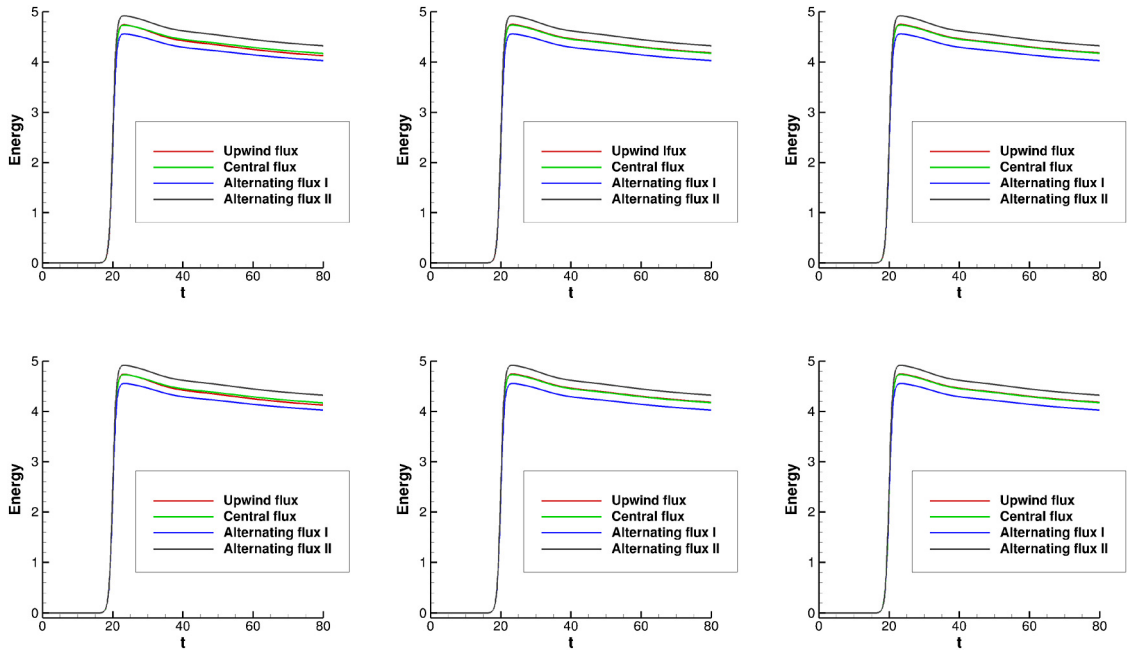 5
4
3
2
1
0
Energy
Upwind flux
Central flux
Alternating flux I
Alternating flux II
0 20 40 60 80
t
5
4
3
2
1
0
Energy
Upwind lfux
Central flux
Alternating flux I
Alternating flux II
0 20 40 60 80
t
5
4
3
2
1
0
Energy
Upwind flux
Central flux
Alternating flux I
Alternating flux II
0 20 40 60 80
t
5
4
3
2
1
0
Energy
Upwind flux
Central flux
Alternating flux I
Alternating flux II
0 20 40 60 80
t
5
4
3
2
1
0
Energy
Upwind flux
Central flux
Alternating flux I
Alternating flux II
0 20 40 60 80
t
5
4
3
2
1
0
Energy
Upwind flux
Central flux
Alternating flux I
Alternating flux II
0 20 40 60 80
t